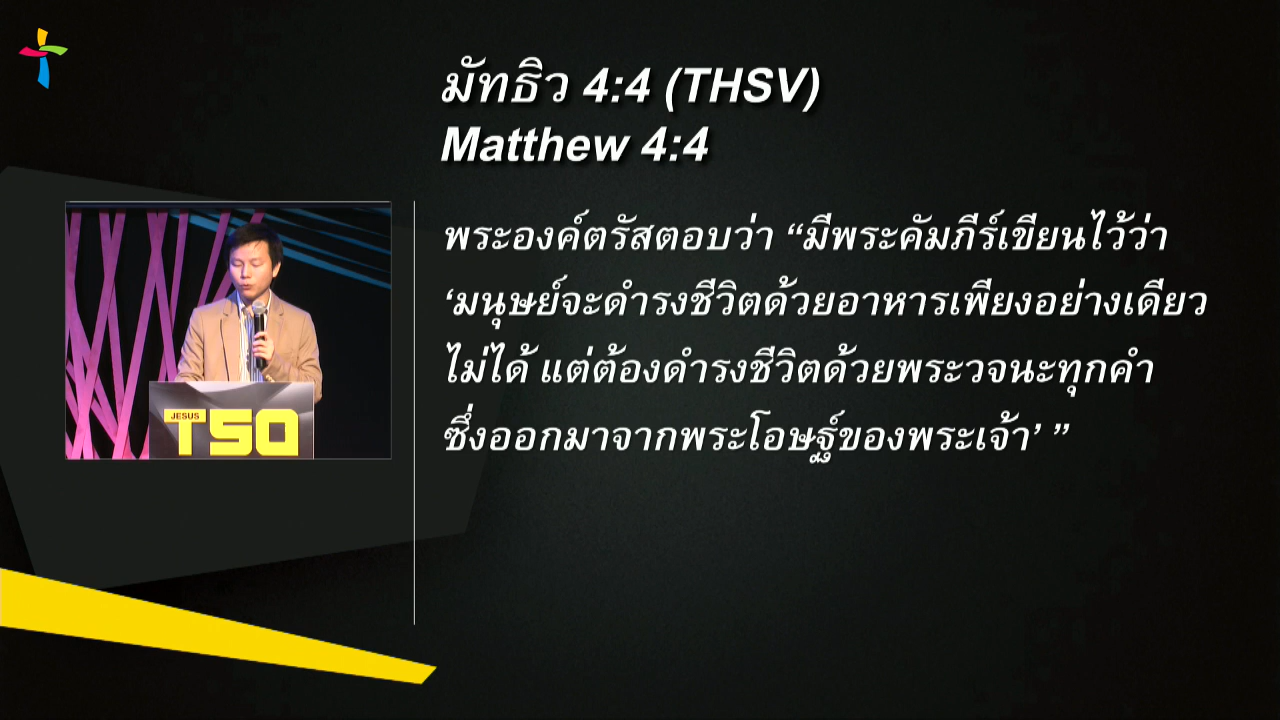 มัทธิว 4:4 (THSV)
Matthew 4:4
พระองค์ตรัสตอบว่า “มีพระคัมภีร์เขียนไว้ว่า
‘มนุษย์จะดำรงชีวิตด้วยอาหารเพียงอย่างเดียว
ไม่ได้ แต่ต้องดำรงชีวิตด้วยพระวจนะทุกคำ
ซึ่งออกมาจากพระโอษฐ์ของพระเจ้า’ ”
JESUS
TSO